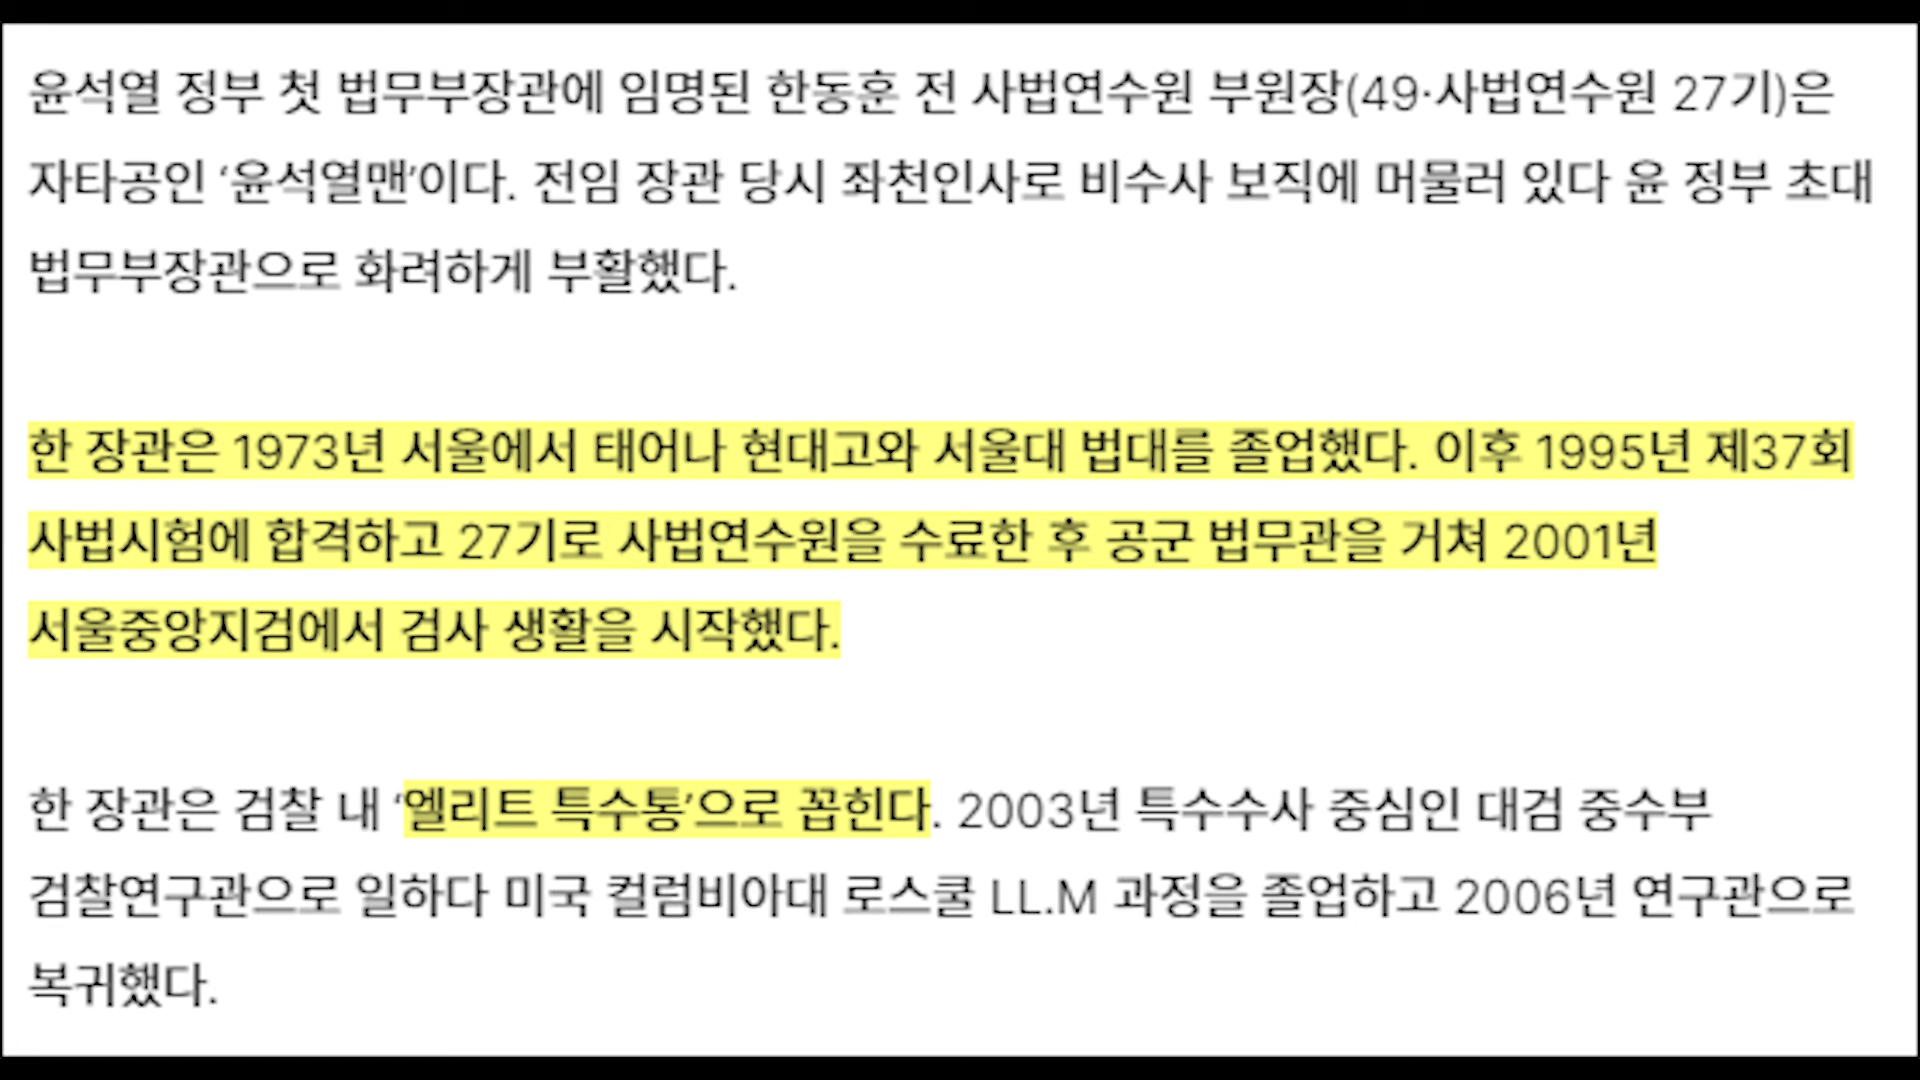 윤석열 정부 첫 법무부장관에 임명된 한동훈 전 사법연수원 부원장(49·사법연수원 27기)은
자타공인 ‘윤석열맨’이다. 전임 장관 당시 좌천인사로 비수사 보직에 머물러 있다 윤 정부 초대
법무부장관으로 화려하게 부활했다.
한 장관은 1973년 서울에서 태어나 현대고와 서울대 법대를 졸업했다. 이후 1995년 제37회
사법시험에 합격하고 27기로 사법연수원을 수료한 후 공군 법무관을 거쳐 2001년
서울중앙지검에서 검사 생활을 시작했다.
한 장관은 검찰 내 ‘엘리트 특수통’으로 꼽힌다. 2003년 특수수사 중심인 대검 중수부
검찰연구관으로 일하다 미국 컬럼비아대 로스쿨 LL.M 과정을 졸업하고 2006년 연구관으로
복귀했다.